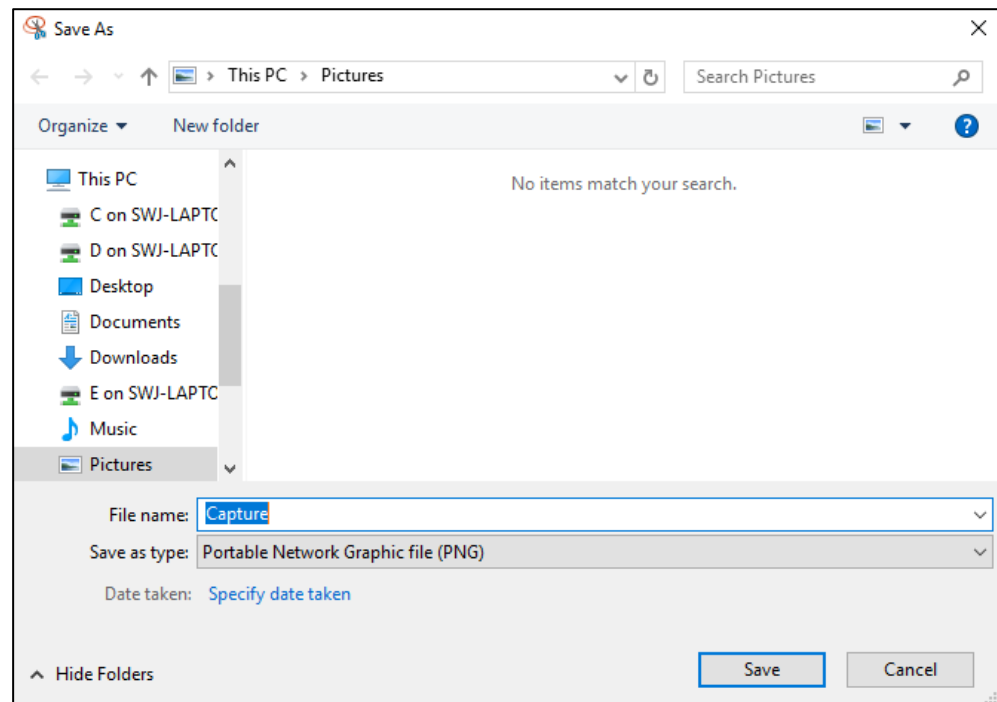 Save As
This PC > Pictures
Search Pictures
Organize
New folder
This PC
No items match your search.
C on SWJ-LAPTC
D on SWJ-LAPTC
Desktop
Documents
Downloads
E on SWJ-LAPTC
Music
Pictures
File name: Capture
Save as type: Portable Network Graphic file (PNG)
Date taken: Specify date taken
Hide Folders
Save
Cancel